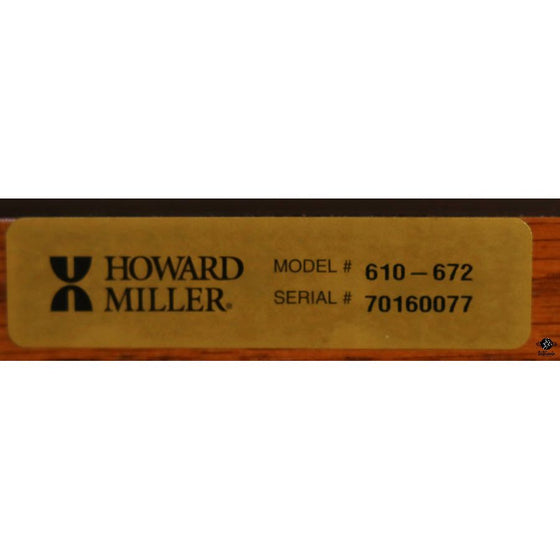 HOWARD MILLER®
MODEL # 610-672
SERIAL # 70160077